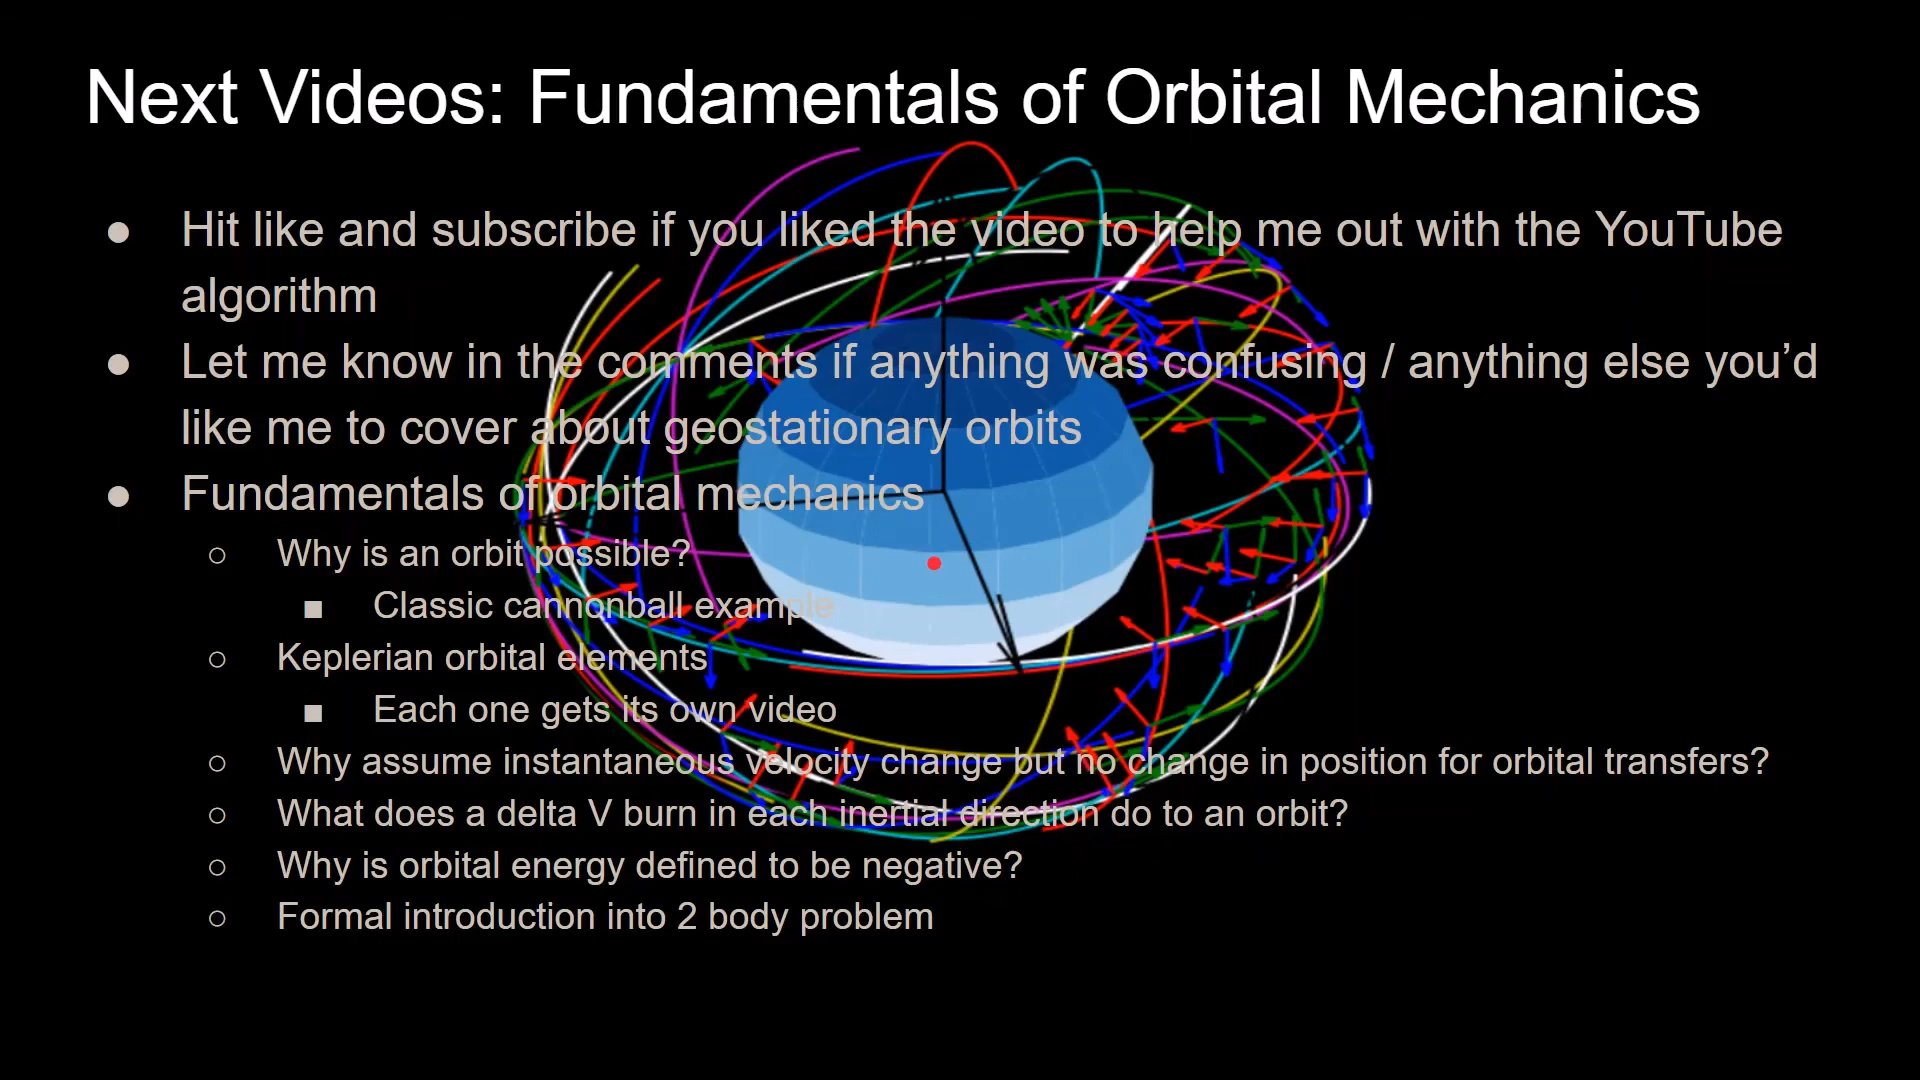 Next Videos: Fundamentals of Orbital Mechanics
● Hit like and subscribe if you liked the video to help me out with the YouTube
algorithm
● Let me know in the comments if anything was confusing / anything else you’d
like me to cover about geostationary orbits
● Fundamentals of orbital mechanics
○ Why is an orbit possible?
■ Classic cannonball example
○ Keplerian orbital elements
■ Each one gets its own video
○ Why assume instantaneous velocity change but no change in position for orbital transfers?
○ What does a delta V burn in each inertial direction do to an orbit?
○ Why is orbital energy defined to be negative?
○ Formal introduction into 2 body problem